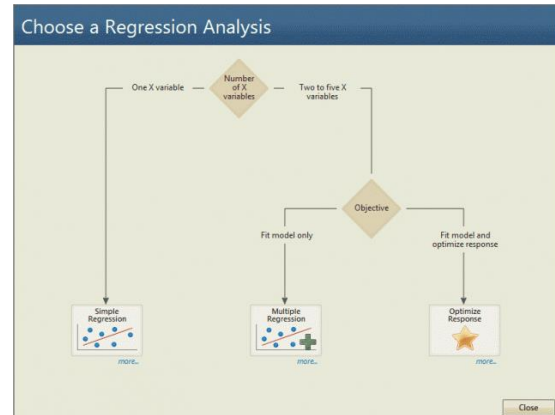 Choose a Regression Analysis
Number
of X
variables
One X variable
Two to five X
variables
Objective
Fit model only
Fit model and
optimize response
Simple
Regression
more...
Multiple
Regression
more...
Optimize
Response
more...
Close